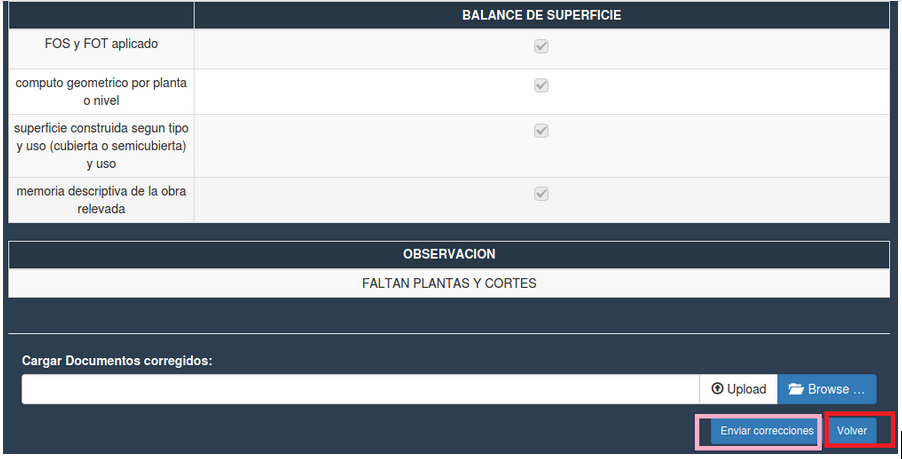 BALANCE DE SUPERFICIE
FOS y FOT aplicado
computo geometrico por planta
o nivel
superficie construida segun tipo
y uso (cubierta o semicubierta)
y uso
memoria descriptiva de la obra
relevada
OBSERVACION
FALTAN PLANTAS Y CORTES
Cargar Documentos corregidos:
Upload Browse …
Enviar correcciones Volver